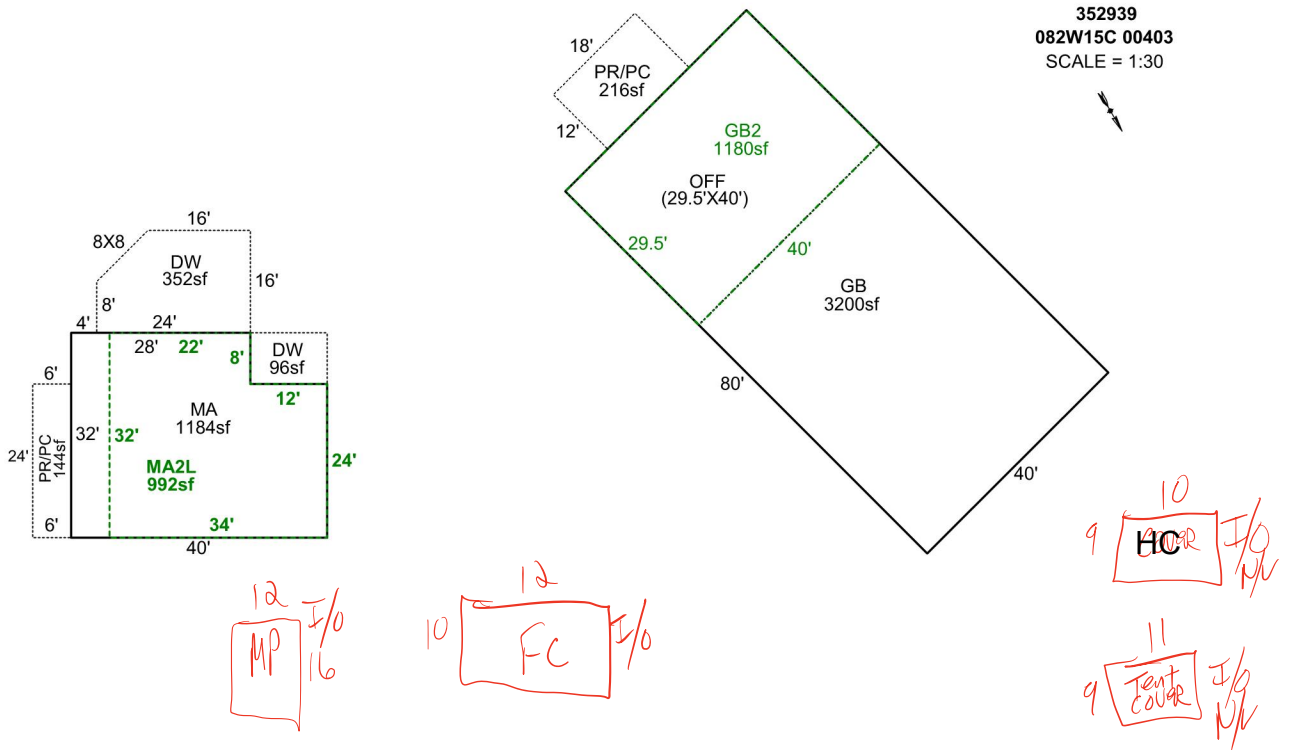 352939
082W15C 00403
SCALE = 1:30
18'
PR/PC
216sf
12'
GB2
1180sf
OFF
(29.5'X40')
29.5'
40'
GB
3200sf
80'
40'
16'
8X8
DW
352sf
16'
8'
4'
24'
28'
22'
8'
DW
96sf
12'
6'
MA
1184sf
32'
32'
24'
PR/PC
144sf
MA2L
992sf
24'
34'
6'
40'
12
I/O
MP
16
12
10
FC
I/O
10
9
COVER
HC
I/O
N/V
11
9
Tent
COVER
I/O
N/V